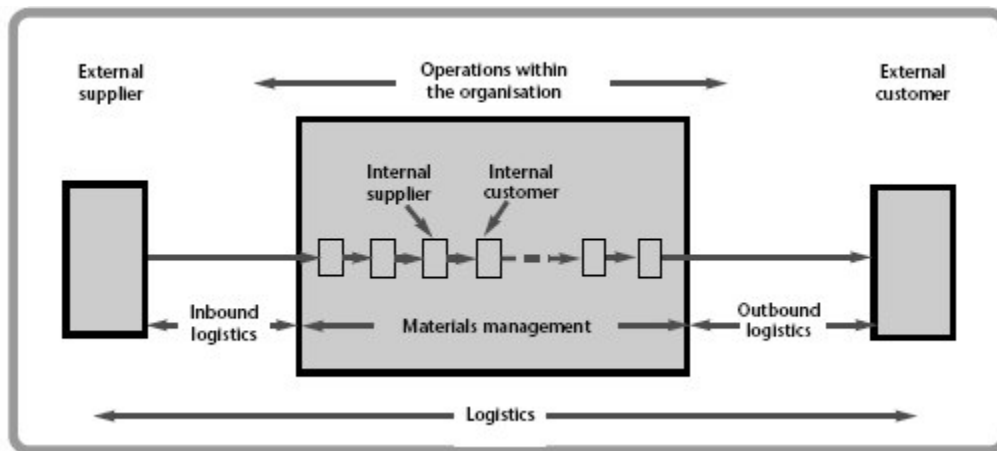 External
supplier
Operations within
the organisation
External
customer
Internal
supplier
Internal
customer
Inbound
logistics
Materials management
Outbound
logistics
Logistics